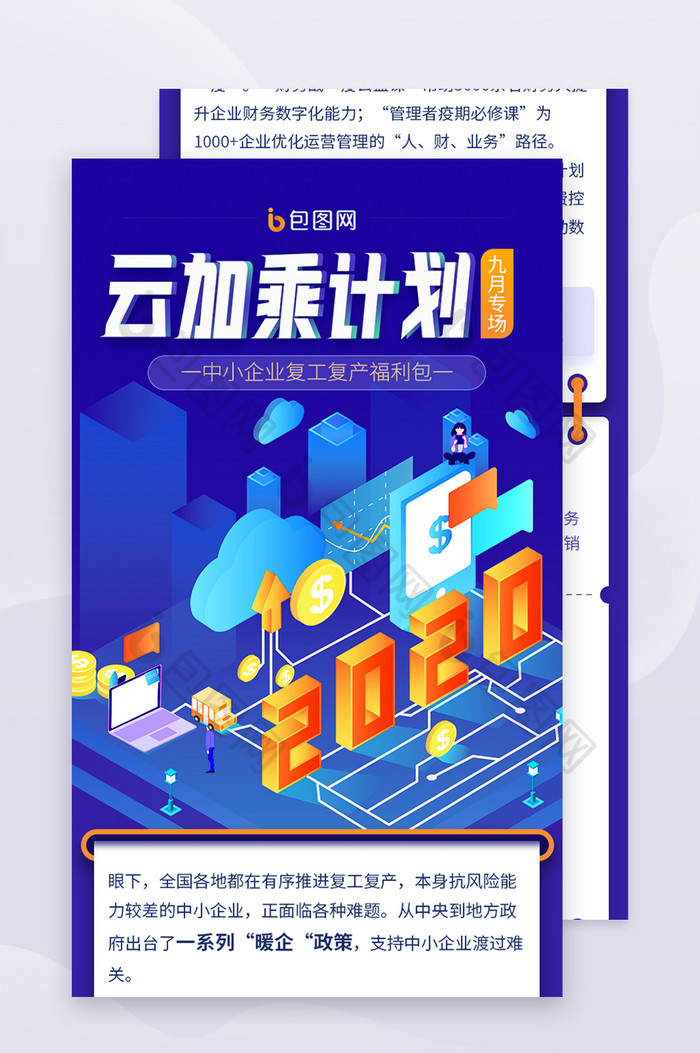 升企业财务数字化能力；“管理者疫期必修课”为
1000+企业优化运营管理的“人、财、业务”路径。
计划
控
数
务
销
包图网
云加乘计划
九月专场
一中小企业复工复产福利包一
2020
眼下，全国各地都在有序推进复工复产，本身抗风险能
力较差的中小企业，正面临各种难题。从中央到地方政
府出台了一系列“暖企“政策，支持中小企业渡过难
关。